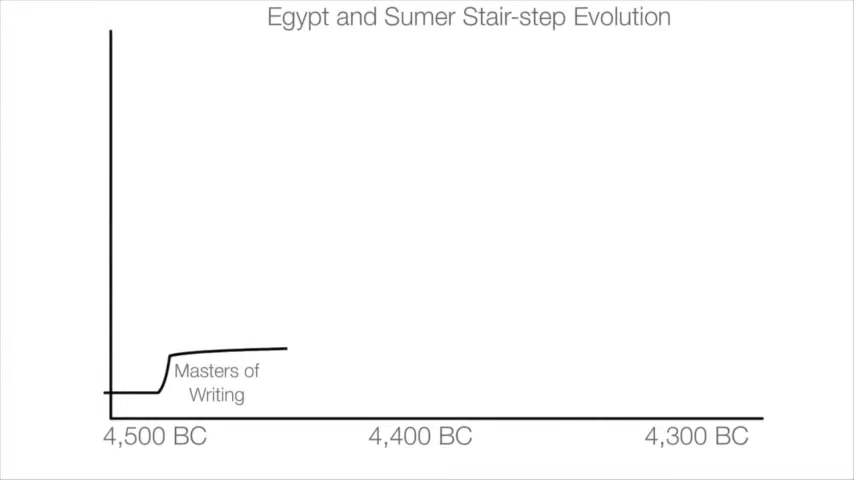 Egypt and Sumer Stair-step Evolution
Masters of
Writing
4,500 BC
4,400 BC
4,300 BC